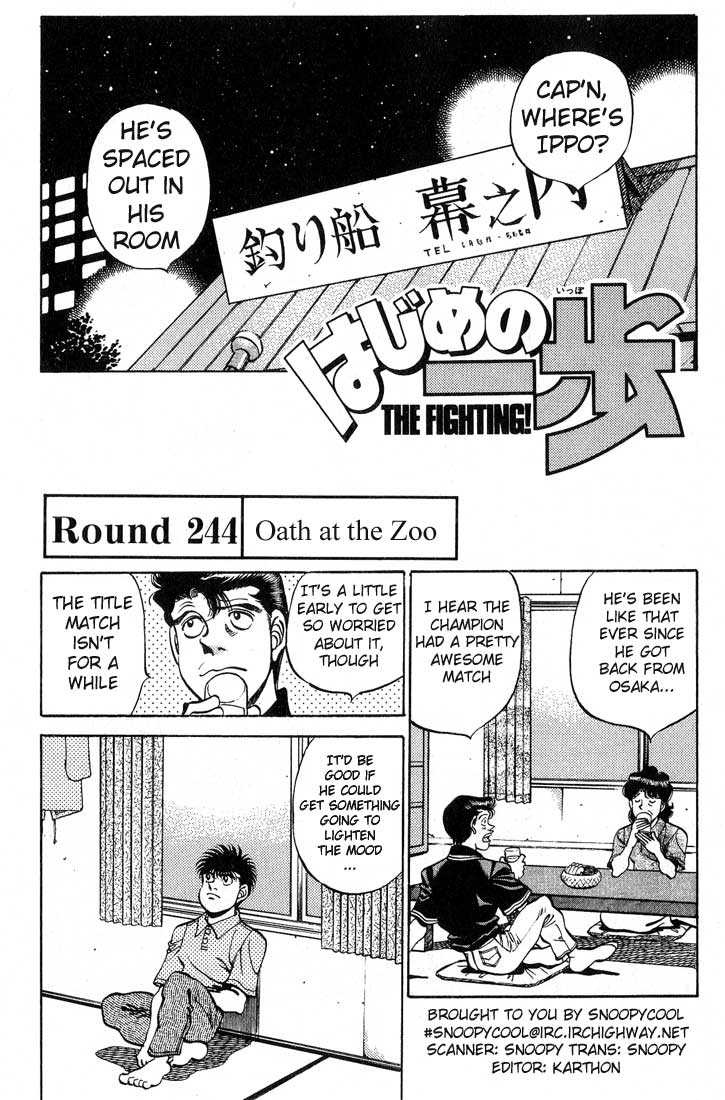 CAP'N,
WHERE'S
IPPO?
HE'S
SPACED
OUT IN
HIS
ROOM
釣り船 幕之内
TEL
いっぽ
はじめの一歩
THE FIGHTING!
Round 244
Oath at the Zoo
HE'S BEEN
LIKE THAT
EVER SINCE
HE GOT
BACK FROM
OSAKA...
I HEAR THE
CHAMPION
HAD A PRETTY
AWESOME
MATCH
IT'S A LITTLE
EARLY TO GET
SO WORRIED
ABOUT IT,
THOUGH
THE TITLE
MATCH
ISN'T
FOR A
WHILE
IT'D BE
GOOD IF
HE COULD
GET SOMETHING
GOING TO
LIGHTEN
THE MOOD
...
BROUGHT TO YOU BY SNOOPYCOOL
#SNOOPYCOOL@IRC.IRCHIGHWAY.NET
SCANNER: SNOOPY TRANS: SNOOPY
EDITOR: KARTHON